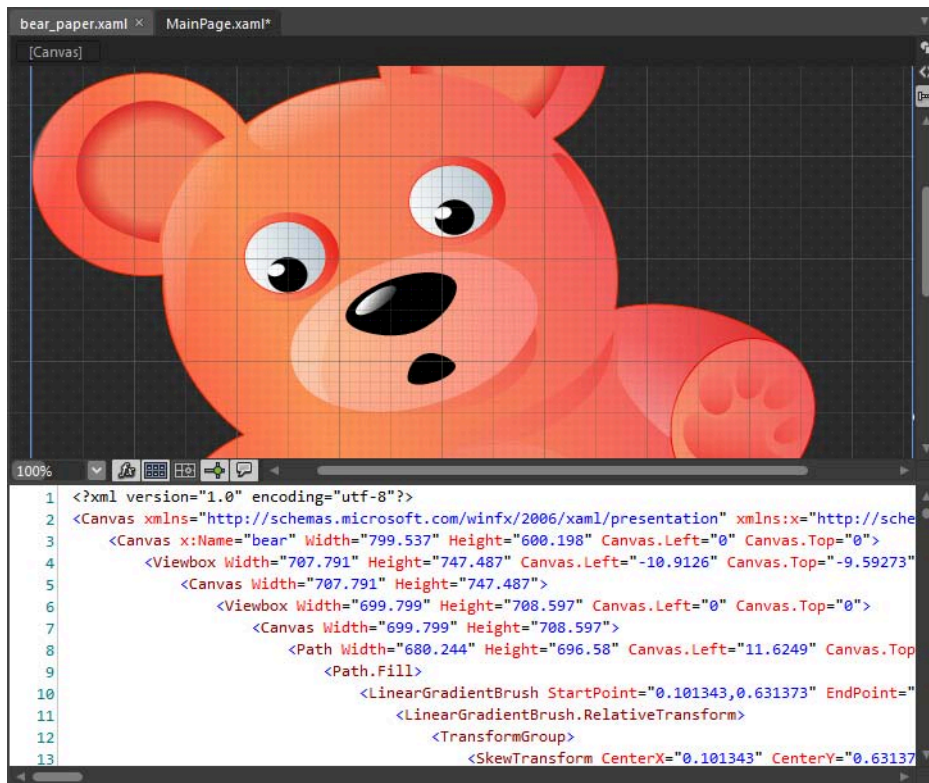 bear_paper.xaml × MainPage.xaml*
[Canvas]
100%
1 <?xml version="1.0" encoding="utf-8"?>
2 <Canvas xmlns="http://schemas.microsoft.com/winfx/2006/xaml/presentation" xmlns:x="http://sche
3 <Canvas x:Name="bear" Width="799.537" Height="600.198" Canvas.Left="0" Canvas.Top="0">
4 <Viewbox Width="707.791" Height="747.487" Canvas.Left="-10.9126" Canvas.Top="-9.59273"
5 <Canvas Width="707.791" Height="747.487">
6 <Viewbox Width="699.799" Height="708.597" Canvas.Left="0" Canvas.Top="0">
7 <Canvas Width="699.799" Height="708.597">
8 <Path Width="680.244" Height="696.58" Canvas.Left="11.6249" Canvas.Top
9 <Path.Fill>
10 <LinearGradientBrush StartPoint="0.101343,0.631373" EndPoint="
11 <LinearGradientBrush.RelativeTransform>
12 <TransformGroup>
13 <SkewTransform CenterX="0.101343" CenterY="0.63137